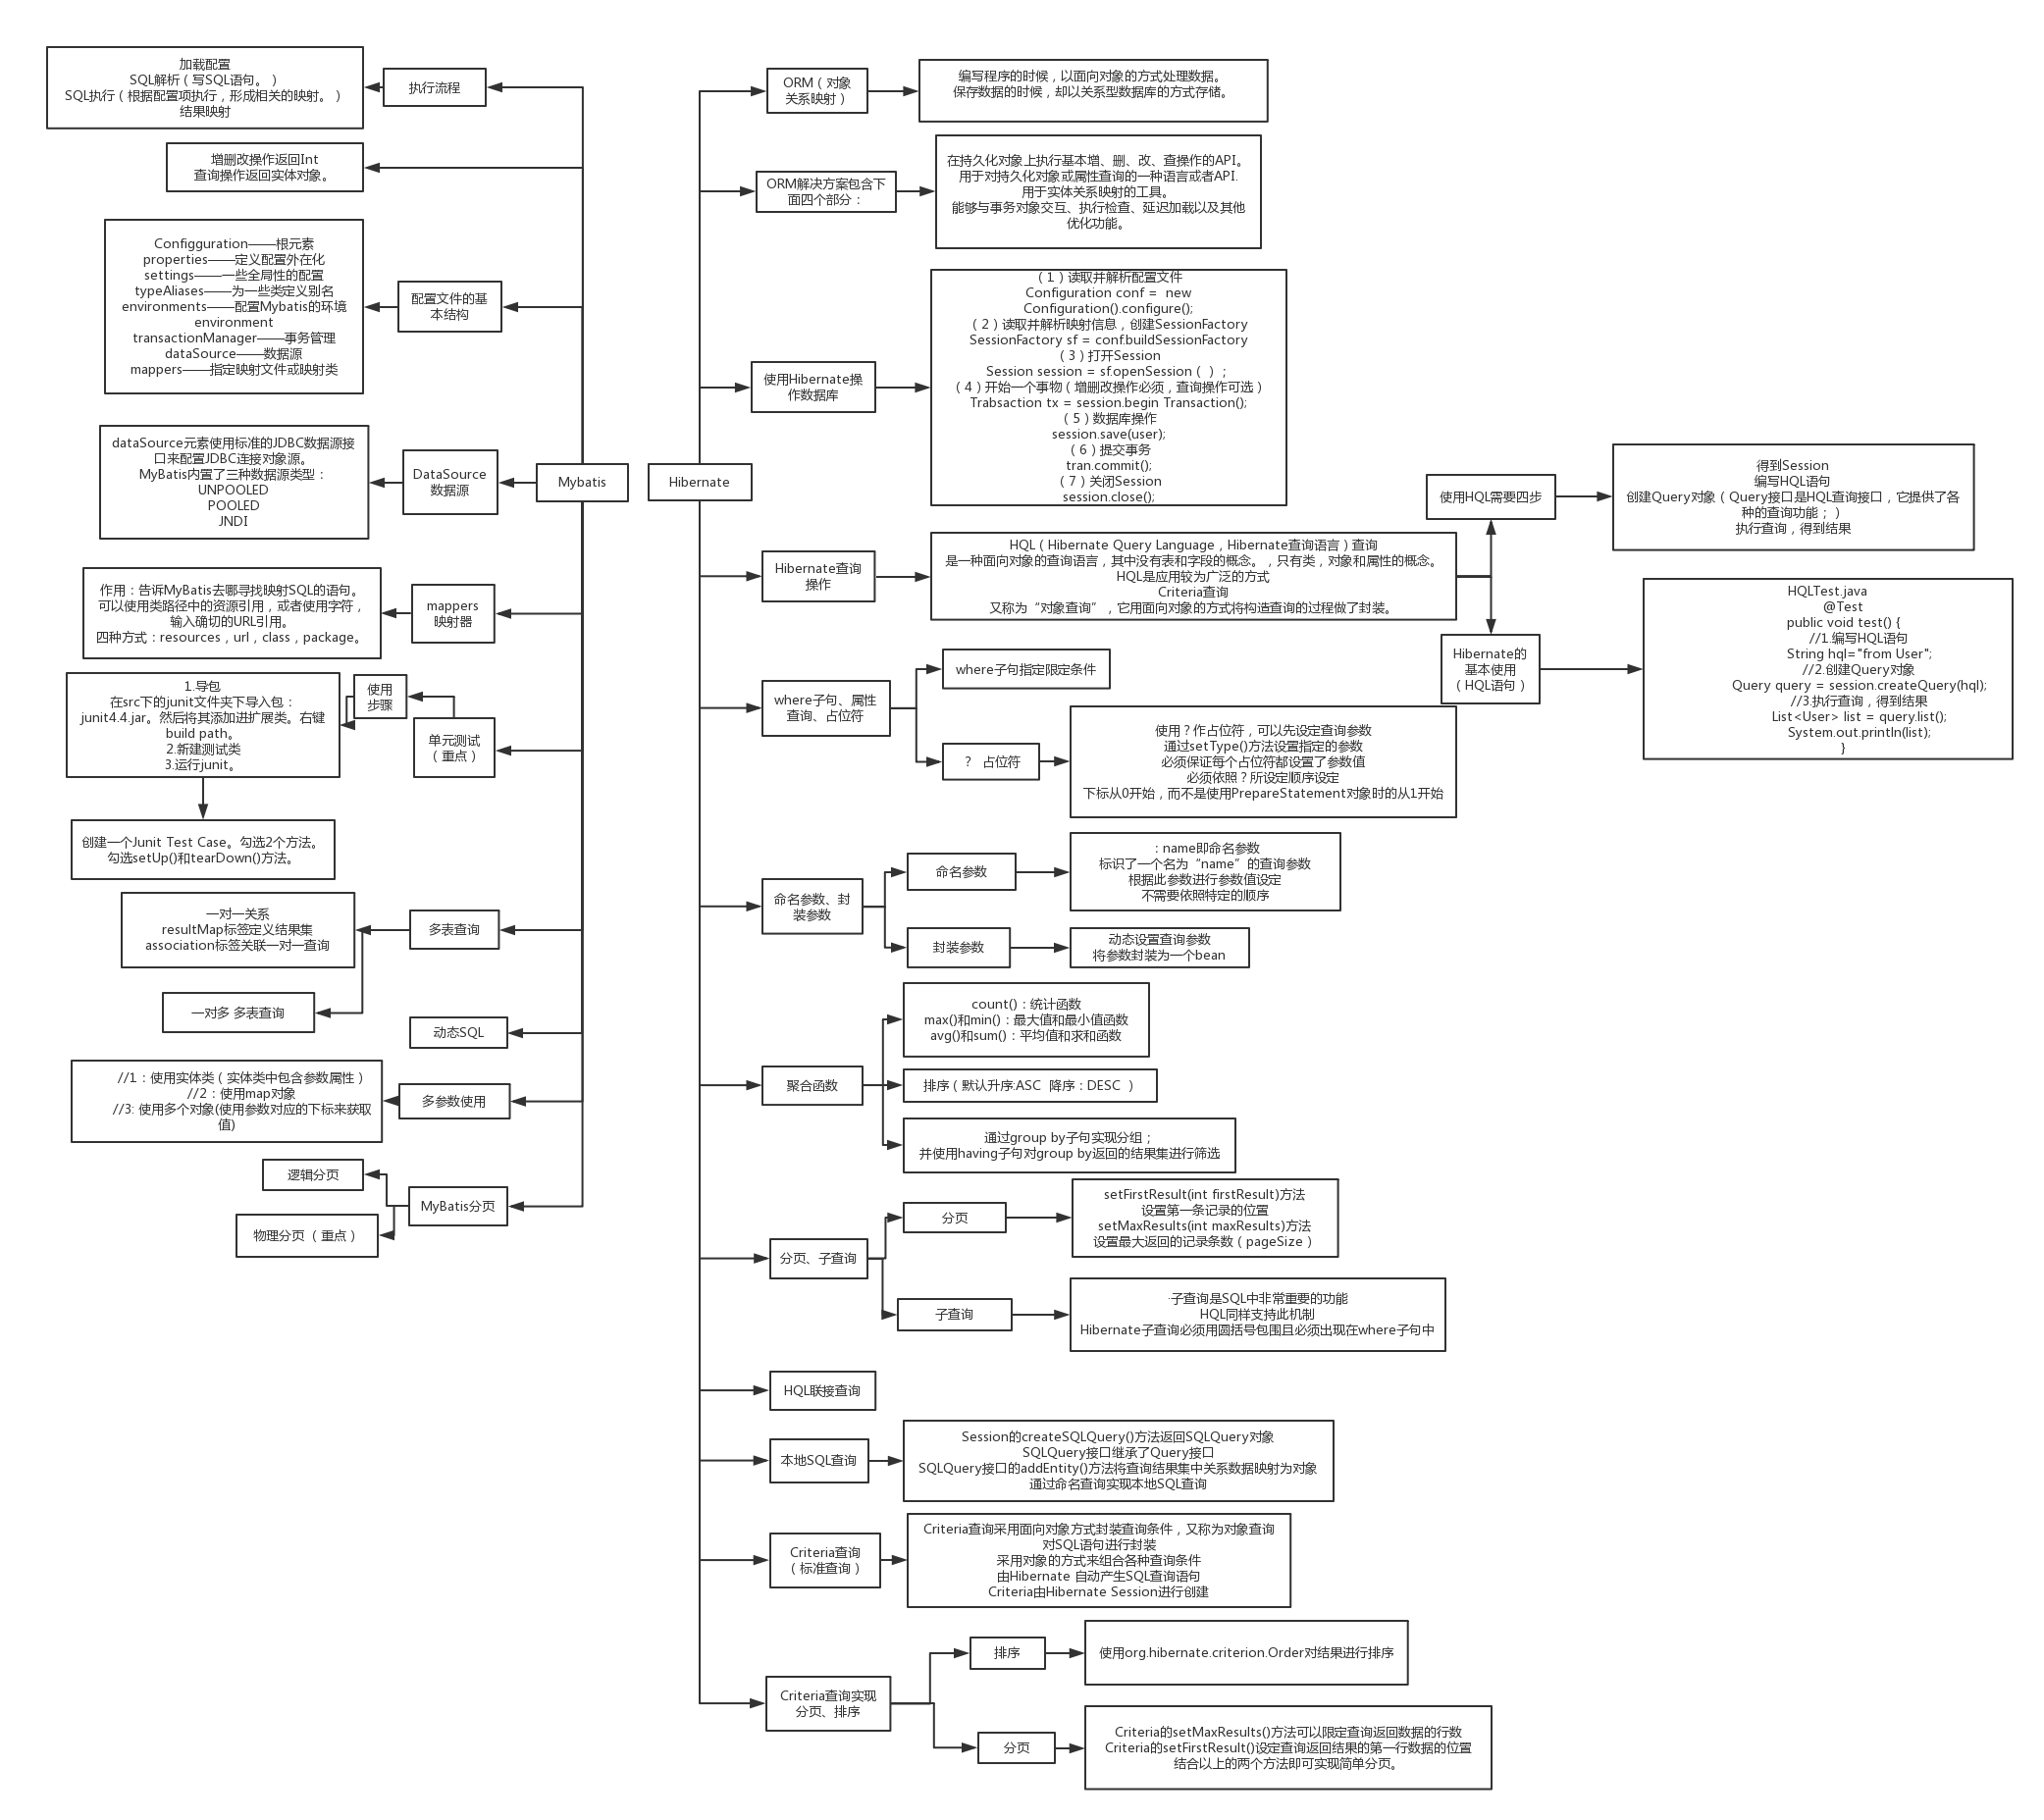 加载配置
SQL解析（写SQL语句。）
SQL执行（根据配置项执行，形成相关的映射。）
结果映射
执行流程
增删改操作返回Int
查询操作返回实体对象。
Configguration——根元素
properties——定义配置外在化
settings——一些全局性的配置
typeAliases——为一些类定义别名
environments——配置Mybatis的环境
environment
transactionManager——事务管理
dataSource——数据源
mappers——指定映射文件或映射类
配置文件的基
本结构
dataSource元素使用标准的JDBC数据源接
口来配置JDBC连接对象源。
MyBatis内置了三种数据源类型：
UNPOOLED
POOLED
JNDI
DataSource
数据源
Mybatis
作用：告诉MyBatis去哪寻找映射SQL的语句。
可以使用类路径中的资源引用，或者使用字符，
输入确切的URL引用。
四种方式：resources，url，class，package。
mappers
映射器
1.导包
在src下的junit文件夹下导入包：
junit4.4.jar。然后将其添加进扩展类。右键
build path。
2.新建测试类
3.运行junit。
使用
步骤
单元测试
（重点）
创建一个Junit Test Case。勾选2个方法。
勾选setUp()和tearDown()方法。
一对一关系
resultMap标签定义结果集
association标签关联一对一查询
多表查询
一对多 多表查询
动态SQL
//1：使用实体类（实体类中包含参数属性）
//2：使用map对象
//3: 使用多个对象(使用参数对应的下标来获取
值)
多参数使用
逻辑分页
MyBatis分页
物理分页（重点）
Hibernate
ORM（对象
关系映射）
编写程序的时候，以面向对象的方式处理数据。
保存数据的时候，却以关系型数据库的方式存储。
ORM解决方案包含下
面四个部分：
在持久化对象上执行基本增、删、改、查操作的API。
用于对持久化对象或属性查询的一种语言或者API.
用于实体关系映射的工具。
能够与事务对象交互、执行检查、延迟加载以及其他
优化功能。
使用Hibernate操
作数据库
（1）读取并解析配置文件
Configuration conf =  new
Configuration().configure();
（2）读取并解析映射信息，创建SessionFactory
SessionFactory sf = conf.buildSessionFactory
（3）打开Session
Session session = sf.openSession（ ）；
（4）开始一个事物（增删改操作必须，查询操作可选）
Trabsaction tx = session.begin Transaction();
（5）数据库操作
session.save(user);
（6）提交事务
tran.commit();
（7）关闭Session
session.close();
Hibernate查询
操作
HQL（Hibernate Query Language，Hibernate查询语言）查询
是一种面向对象的查询语言，其中没有表和字段的概念。，只有类，对象和属性的概念。
HQL是应用较为广泛的方式
Criteria查询
又称为“对象查询”，它用面向对象的方式将构造查询的过程做了封装。
使用HQL需要四步
得到Session
编写HQL语句
创建Query对象（Query接口是HQL查询接口，它提供了各
种的查询功能；）
执行查询，得到结果
Hibernate的
基本使用
（HQL语句）
HQLTest.java
@Test
public void test() {
//1.编写HQL语句
String hql="from User";
//2.创建Query对象
Query query = session.createQuery(hql);
//3.执行查询，得到结果
List<User> list = query.list();
System.out.println(list);
}
where子句、属性
查询、占位符
where子句指定限定条件
？ 占位符
使用？作占位符，可以先设定查询参数
通过setType()方法设置指定的参数
必须保证每个占位符都设置了参数值
必须依照？所设定顺序设定
下标从0开始，而不是使用PrepareStatement对象时的从1开始
命名参数、封
装参数
命名参数
：name即命名参数
标识了一个名为“name”的查询参数
根据此参数进行参数值设定
不需要依照特定的顺序
封装参数
动态设置查询参数
将参数封装为一个bean
聚合函数
count()：统计函数
max()和min()：最大值和最小值函数
avg()和sum()：平均值和求和函数
排序（默认升序:ASC  降序：DESC ）
通过group by子句实现分组；
并使用having子句对group by返回的结果集进行筛选
分页、子查询
分页
setFirstResult(int firstResult)方法
设置第一条记录的位置
setMaxResults(int maxResults)方法
设置最大返回的记录条数（pageSize）
子查询
·子查询是SQL中非常重要的功能
HQL同样支持此机制
Hibernate子查询必须用圆括号包围且必须出现在where子句中
HQL联接查询
本地SQL查询
Session的createSQLQuery()方法返回SQLQuery对象
SQLQuery接口继承了Query接口
SQLQuery接口的addEntity()方法将查询结果集中关系数据映射为对象
通过命名查询实现本地SQL查询
Criteria查询
（标准查询）
Criteria查询采用面向对象方式封装查询条件，又称为对象查询
对SQL语句进行封装
采用对象的方式来组合各种查询条件
由Hibernate 自动产生SQL查询语句
Criteria由Hibernate Session进行创建
Criteria查询实现
分页、排序
排序
使用org.hibernate.criterion.Order对结果进行排序
分页
Criteria的setMaxResults()方法可以限定查询返回数据的行数
Criteria的setFirstResult()设定查询返回结果的第一行数据的位置
结合以上的两个方法即可实现简单分页。